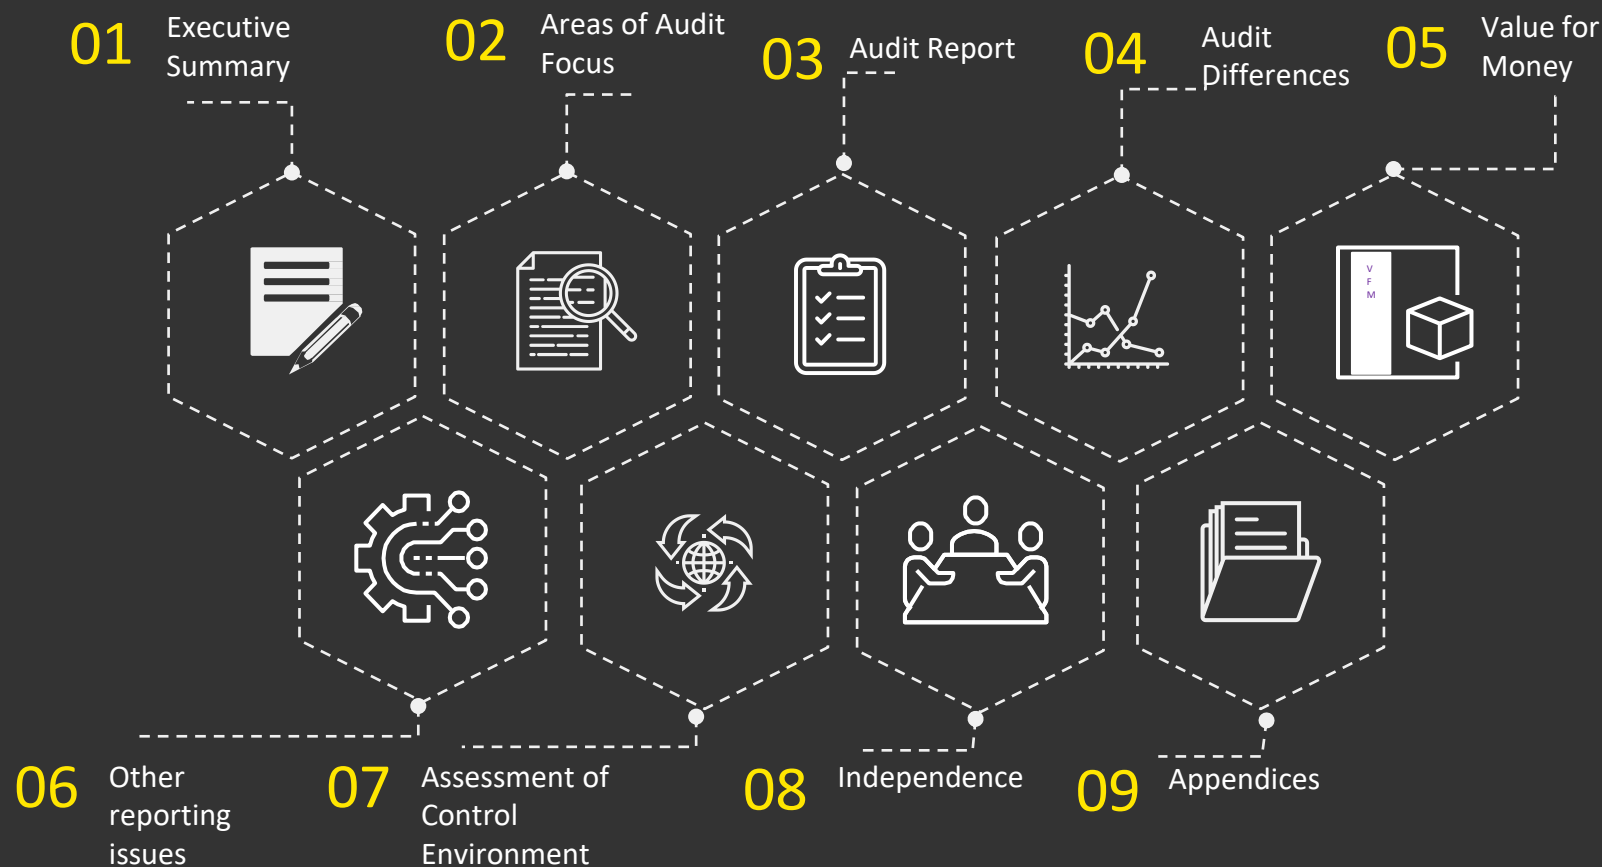 01
Executive
Summary
02
Areas of Audit
Focus
03
Audit Report
04
Audit
Differences
05
Value for
Money
V
F
M
06
Other
reporting
issues
07
Assessment of
Control
Environment
08
Independence
09
Appendices